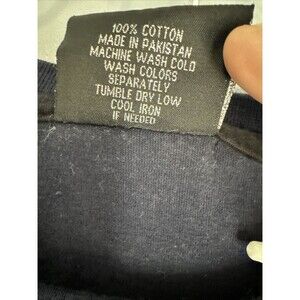 100% COTTON
MADE IN PAKISTAN
MACHINE WASH COLD
WASH COLORS
SEPARATELY
TUMBLE DRY LOW
COOL IRON
IF NEEDED